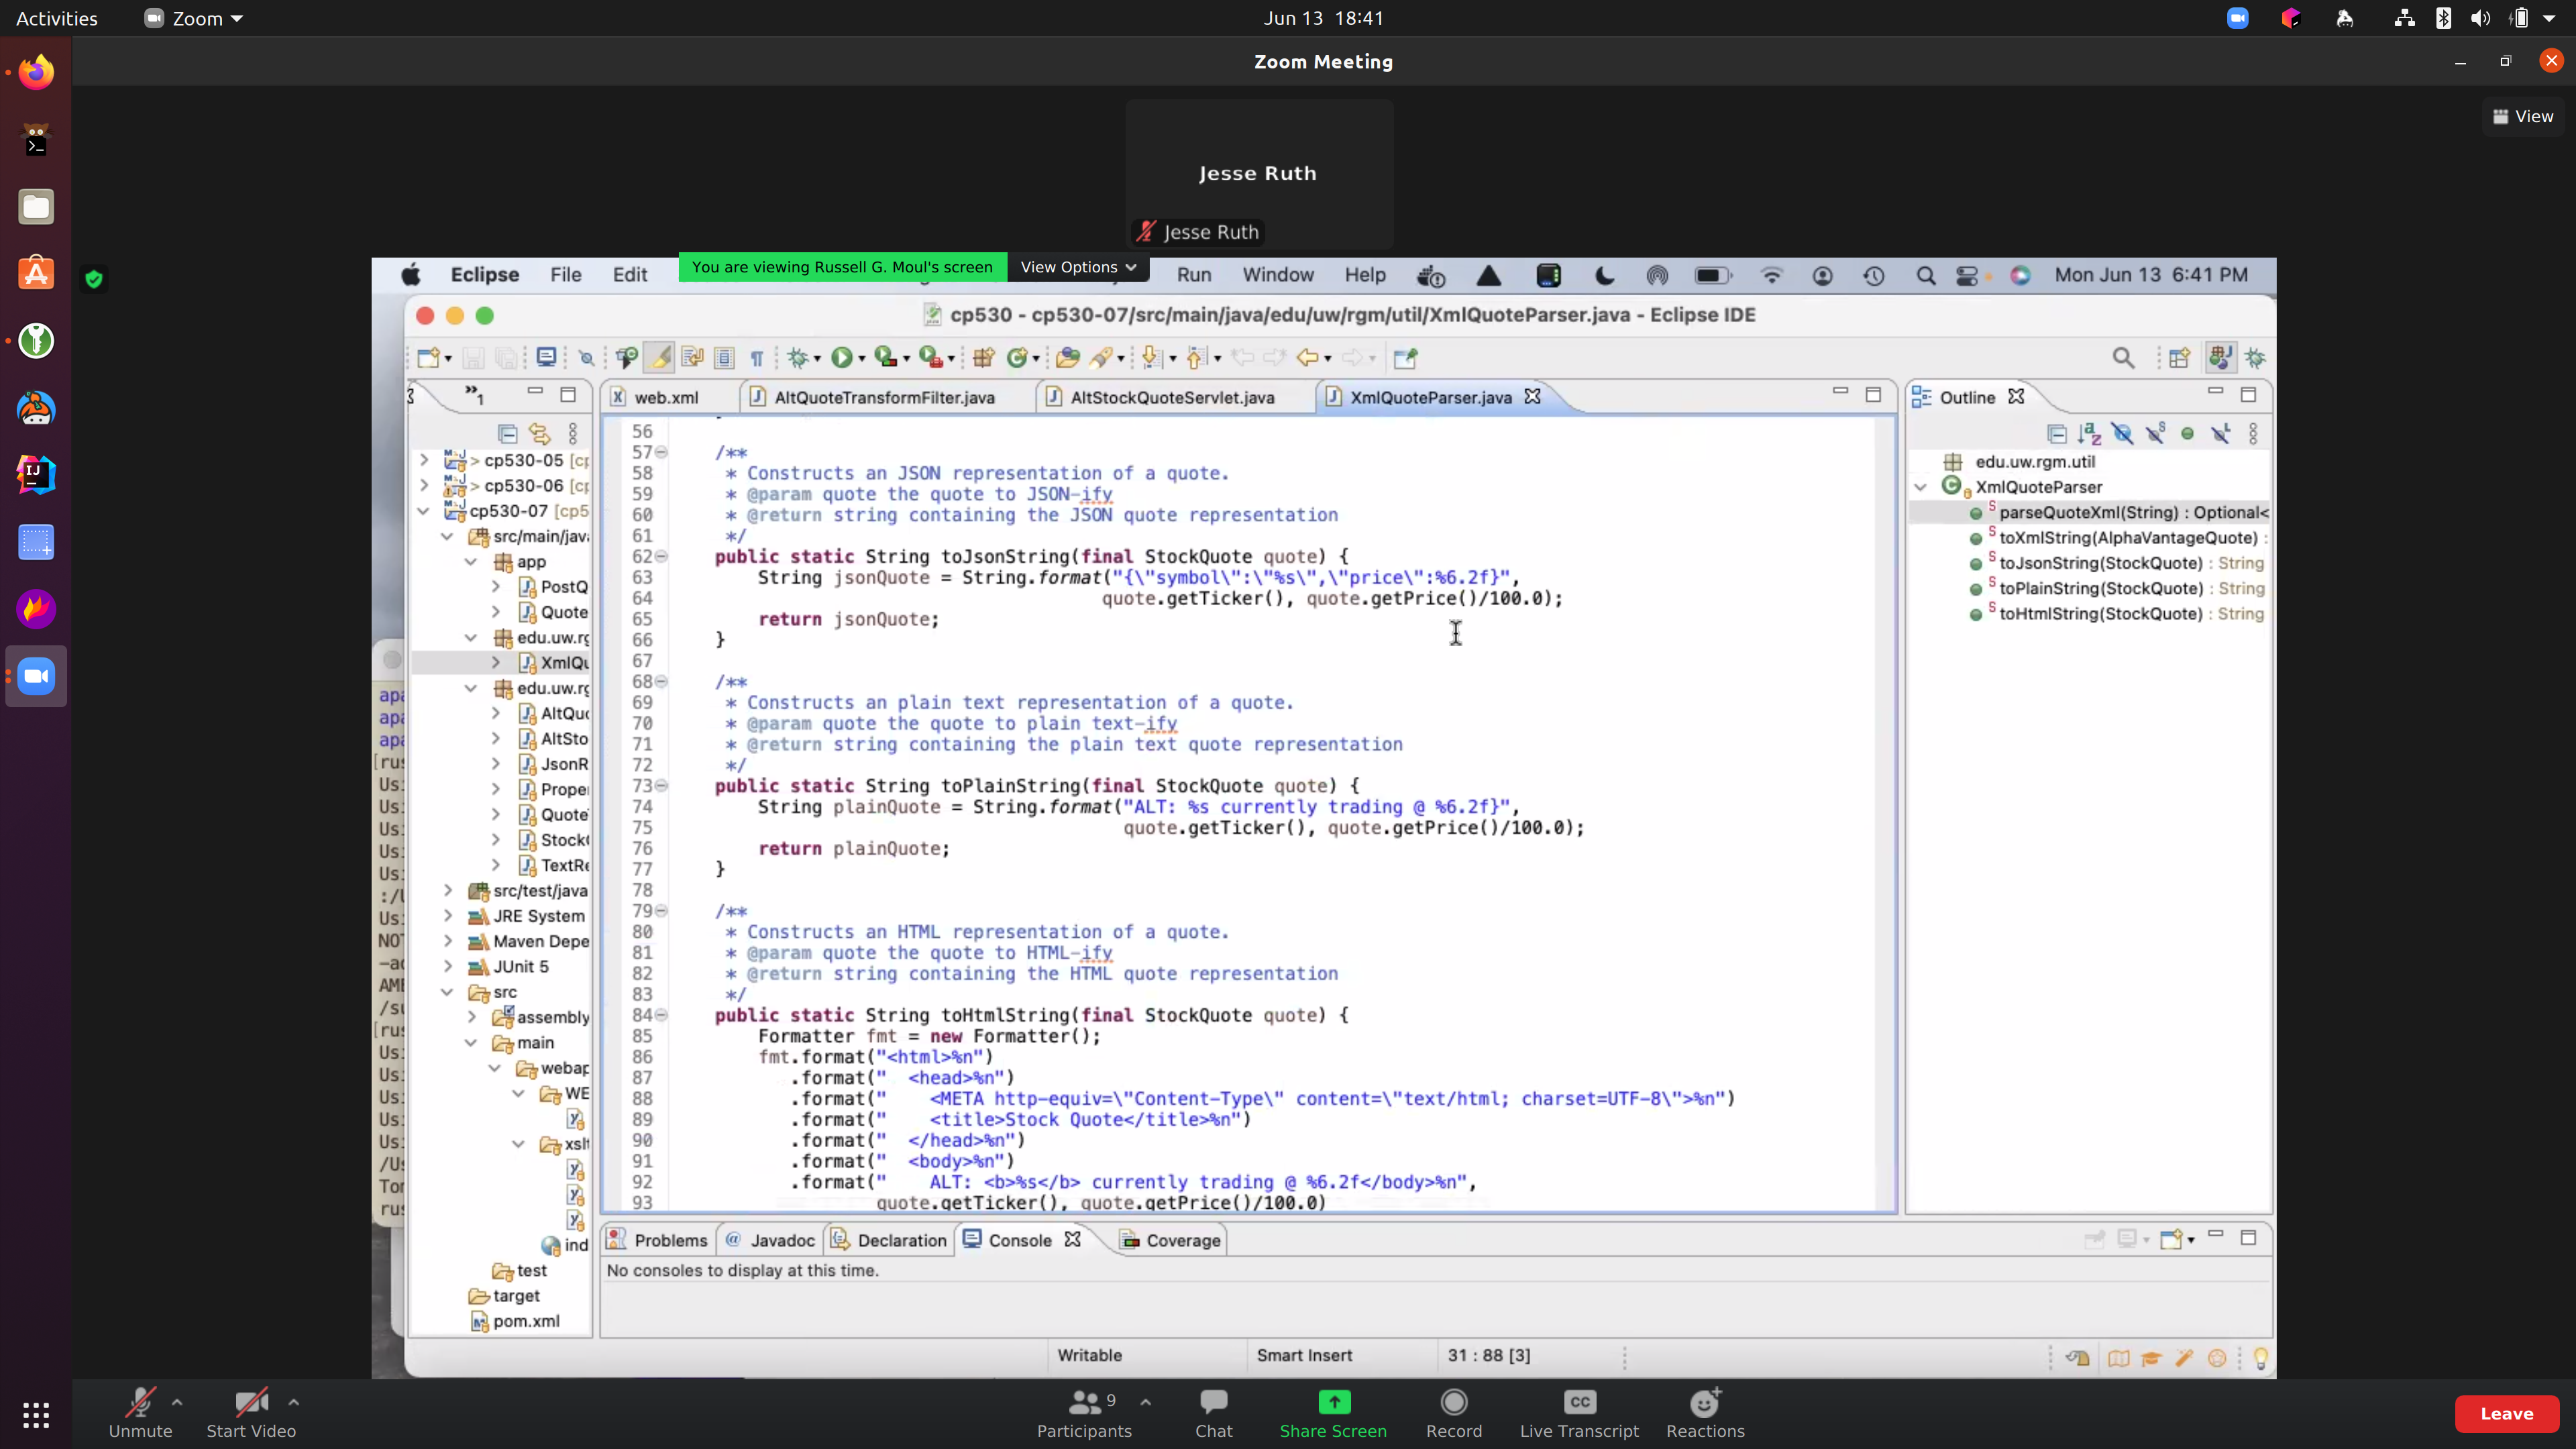 Activities
Zoom
Jun 13 18:41
Zoom Meeting
View
Jesse Ruth
Jesse Ruth
You are viewing Russell G. Moul's screen
View Options
Eclipse File Edit Run Window Help Mon Jun 13 6:41 PM
cp530 - cp530-07/src/main/java/edu/uw/rgm/util/XmlQuoteParser.java - Eclipse IDE
web.xml
AltQuoteTransformFilter.java
AltStockQuoteServlet.java
XmlQuoteParser.java
Outline
> cp530-05 [cp
> cp530-06 [cp
cp530-07 [cp5
src/main/java
app
PostQ
Quote
edu.uw.rg
XmlQu
edu.uw.rg
AltQuo
AltSto
JsonR
Proper
Quote
Stock
TextRe
src/test/java
JRE System
Maven Depe
JUnit 5
src
assembly
main
webap
WE
xslt
ind
test
target
pom.xml
56
57 /**
58 * Constructs an JSON representation of a quote.
59 * @param quote the quote to JSON-ify
60 * @return string containing the JSON quote representation
61 */
62 public static String toJsonString(final StockQuote quote) {
63 String jsonQuote = String.format("{\"symbol\":\"%s\",\"price\":%6.2f}",
64 quote.getTicker(), quote.getPrice()/100.0);
65 return jsonQuote;
66 }
67
68 /**
69 * Constructs an plain text representation of a quote.
70 * @param quote the quote to plain text-ify
71 * @return string containing the plain text quote representation
72 */
73 public static String toPlainString(final StockQuote quote) {
74 String plainQuote = String.format("ALT: %s currently trading @ %6.2f}",
75 quote.getTicker(), quote.getPrice()/100.0);
76 return plainQuote;
77 }
78
79 /**
80 * Constructs an HTML representation of a quote.
81 * @param quote the quote to HTML-ify
82 * @return string containing the HTML quote representation
83 */
84 public static String toHtmlString(final StockQuote quote) {
85 Formatter fmt = new Formatter();
86 fmt.format("<html>%n")
87 .format("  <head>%n")
88 .format("    <META http-equiv=\"Content-Type\" content=\"text/html; charset=UTF-8\">%n")
89 .format("    <title>Stock Quote</title>%n")
90 .format("  </head>%n")
91 .format("  <body>%n")
92 .format("    ALT: <b>%s</b> currently trading @ %6.2f</body>%n",
93 quote.getTicker(), quote.getPrice()/100.0)
edu.uw.rgm.util
XmlQuoteParser
parseQuoteXml(String) : Optional<
toXmlString(AlphaVantageQuote) :
toJsonString(StockQuote) : String
toPlainString(StockQuote) : String
toHtmlString(StockQuote) : String
Problems
Javadoc
Declaration
Console
Coverage
No consoles to display at this time.
Writable
Smart Insert
31 : 88 [3]
Unmute
Start Video
9
Participants
Chat
Share Screen
Record
CC
Live Transcript
Reactions
Leave